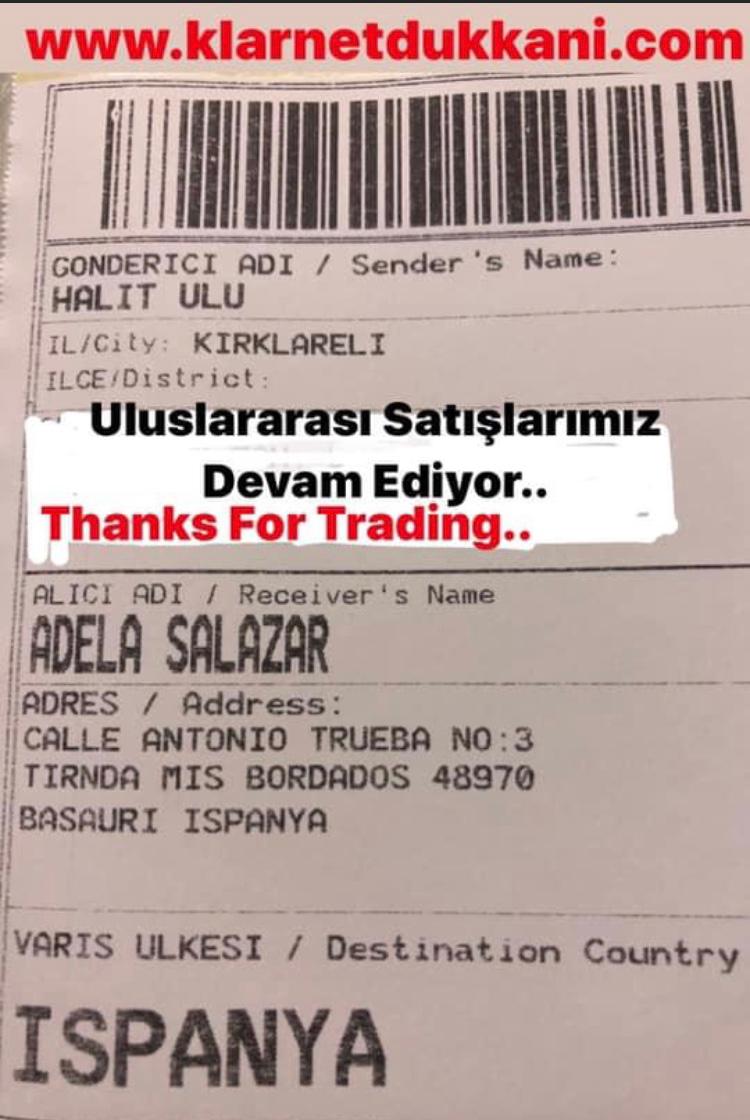 www.klarnetdukkani.com
GONDERICI ADI / Sender's Name:
HALIT ULU
IL/City: KIRKLARELI
ILCE/District:
Uluslararası Satışlarımız
Devam Ediyor..
Thanks For Trading..
ALICI ADI / Receiver's Name
ADELA SALAZAR
ADRES / Address:
CALLE ANTONIO TRUEBA NO:3
TIRNDA MIS BORDADOS 48970
BASAURI ISPANYA
VARIS ULKESI / Destination Country
ISPANYA